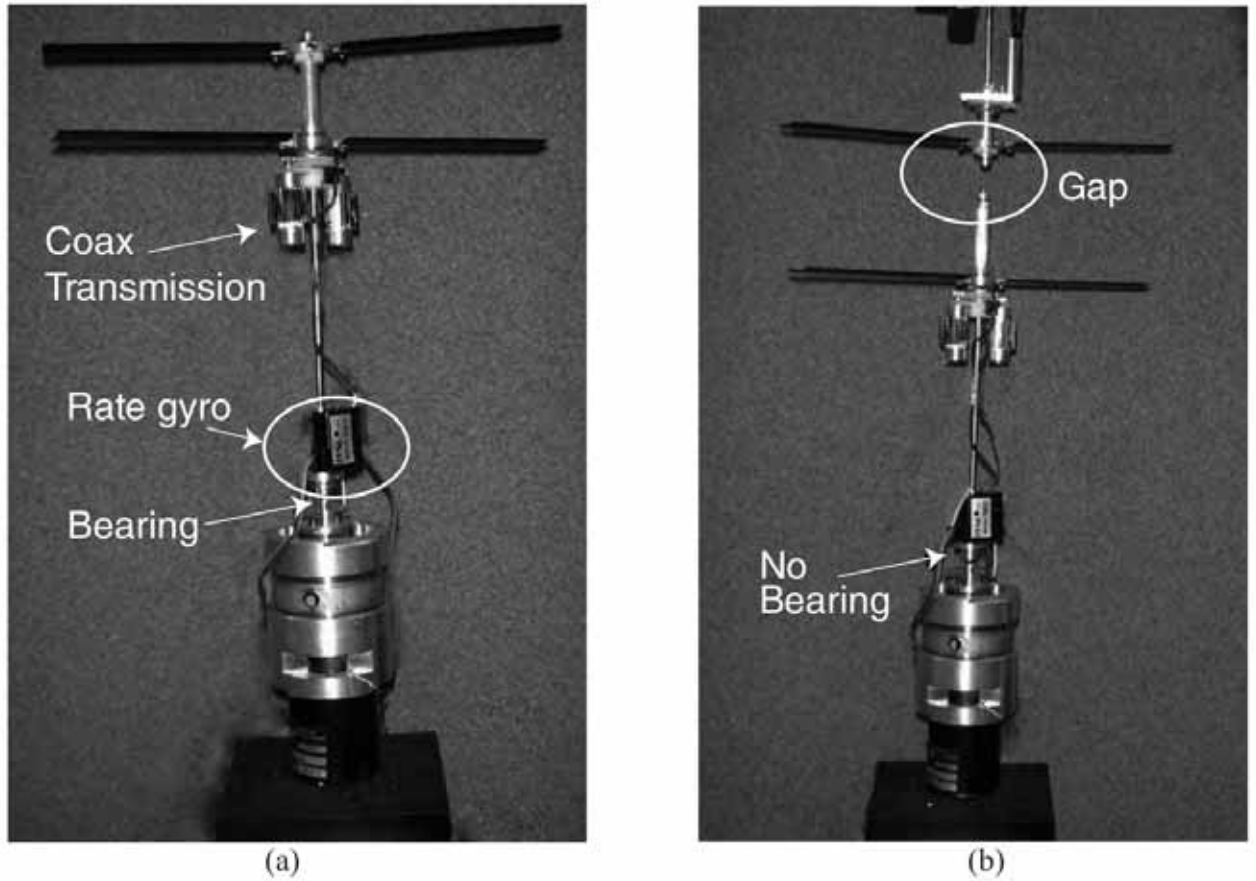 Coax
Transmission
Rate gyro
Bearing
(a)
Gap
No
Bearing
(b)